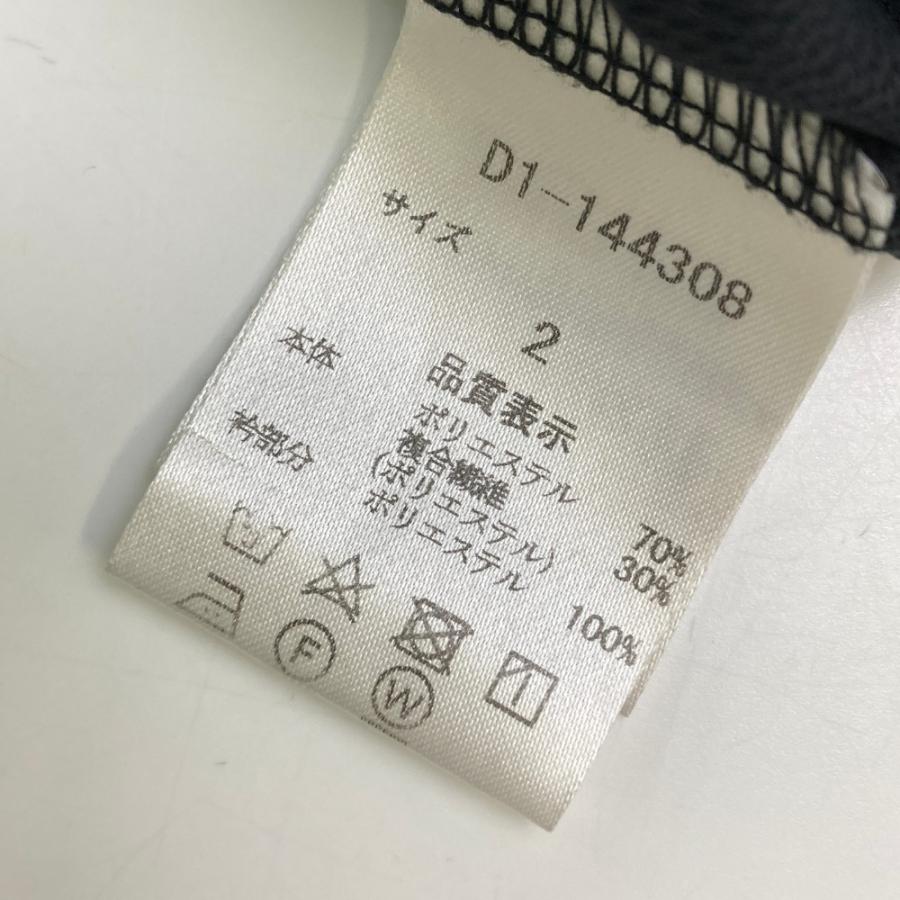 D1-144308
サイズ
2
品質表示
本体 ポリエステル 70%
複合繊維 30%
(ポリエステル)
衿部分 ポリエステル 100%
F
W